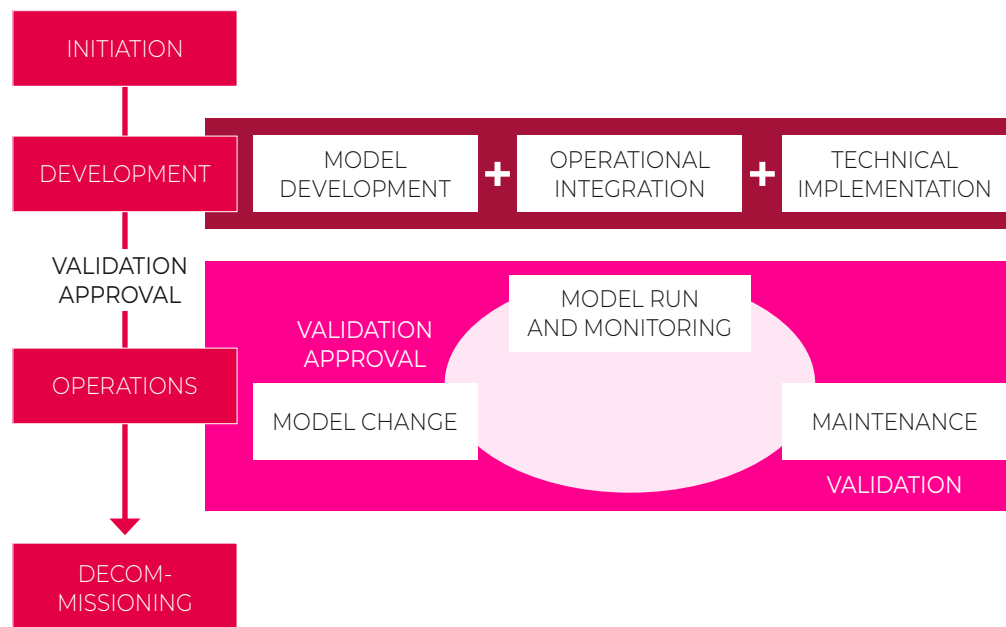 INITIATION
DEVELOPMENT
MODEL
DEVELOPMENT
+
OPERATIONAL
INTEGRATION
+
TECHNICAL
IMPLEMENTATION
VALIDATION
APPROVAL
OPERATIONS
MODEL RUN
AND MONITORING
VALIDATION
APPROVAL
MODEL CHANGE
MAINTENANCE
VALIDATION
DECOM-
MISSIONING